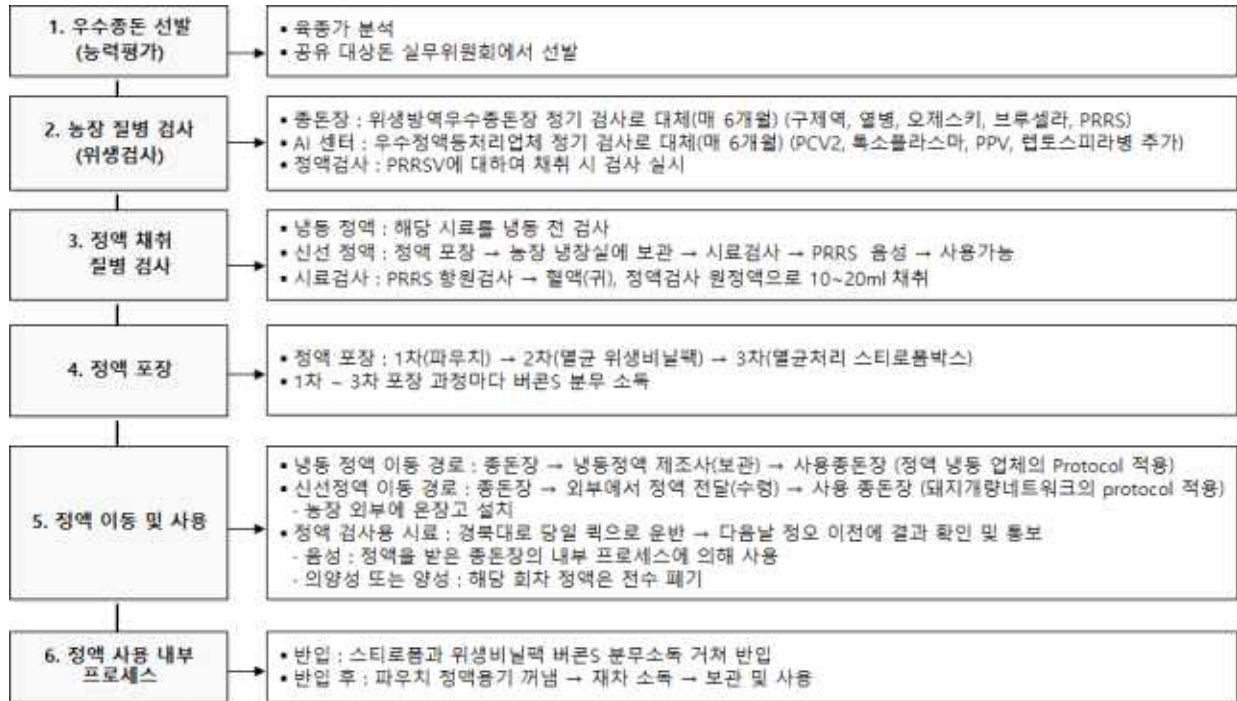 1. 우수종돈 선발
(능력평가)
▪ 육종가 분석
▪ 공유 대상돈 실무위원회에서 선발
2. 농장 질병 검사
(위생검사)
▪ 종돈장 : 위생방역우수종돈장 정기 검사로 대체(매 6개월) (구제역, 열병, 오제스키, 브루셀라, PRRS)
▪ AI 센터 : 우수정액등처리업체 정기 검사로 대체(매 6개월) (PCV2, 톡소플라스마, PPV, 렙토스피라병 추가)
▪ 정액검사 : PRRSV에 대하여 채취 시 검사 실시
3. 정액 채취
질병 검사
▪ 냉동 정액 : 해당 시료를 냉동 전 검사
▪ 신선 정액 : 정액 포장 → 농장 냉장실에 보관 → 시료검사 → PRRS 음성 → 사용가능
▪ 시료검사 : PRRS 항원검사 → 혈액(귀), 정액검사 원정액으로 10~20ml 채취
4. 정액 포장
▪ 정액 포장 : 1차(파우치) → 2차(멸균 위생비닐팩) → 3차(멸균처리 스티로폼박스)
▪ 1차 ~ 3차 포장 과정마다 버콘S 분무 소독
5. 정액 이동 및 사용
▪ 냉동 정액 이동 경로 : 종돈장 → 냉동정액 제조사(보관) → 사용종돈장 (정액 냉동 업체의 Protocol 적용)
▪ 신선정액 이동 경로 : 종돈장 → 외부에서 정액 전달(수령) → 사용 종돈장 (돼지개량네트워크의 protocol 적용)
- 농장 외부에 온장고 설치
▪ 정액 검사용 시료 : 경북대로 당일 퀵으로 운반 → 다음날 정오 이전에 결과 확인 및 통보
- 음성 : 정액을 받은 종돈장의 내부 프로세스에 의해 사용
- 의양성 또는 양성 : 해당 회차 정액은 전수 폐기
6. 정액 사용 내부
프로세스
▪ 반입 : 스티로폼과 위생비닐팩 버콘S 분무소독 거쳐 반입
▪ 반입 후 : 파우치 정액용기 꺼냄 → 재차 소독 → 보관 및 사용